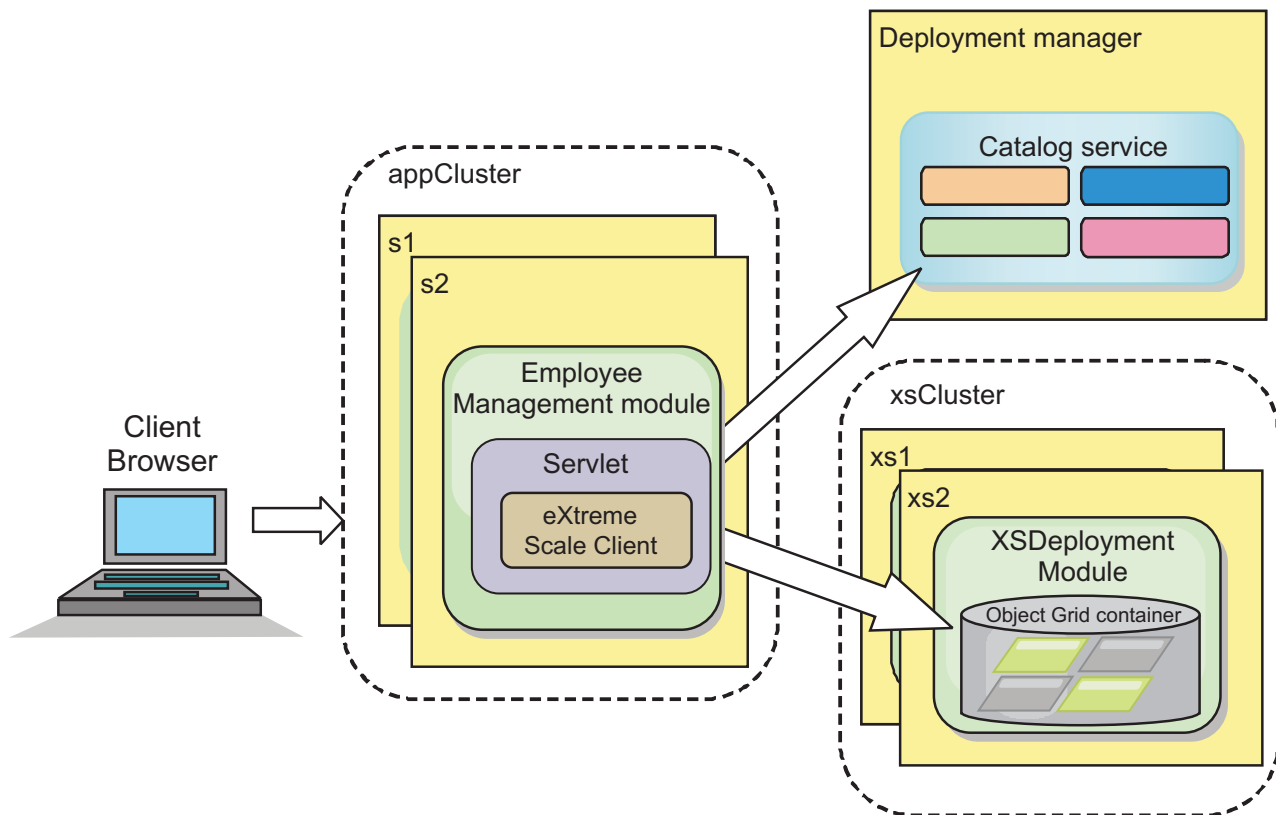 Deployment manager
Catalog service
appCluster
s1
s2
Employee
Management module
Servlet
eXtreme
Scale Client
Client
Browser
xsCluster
xs1
xs2
XSDeployment
Module
Object Grid container